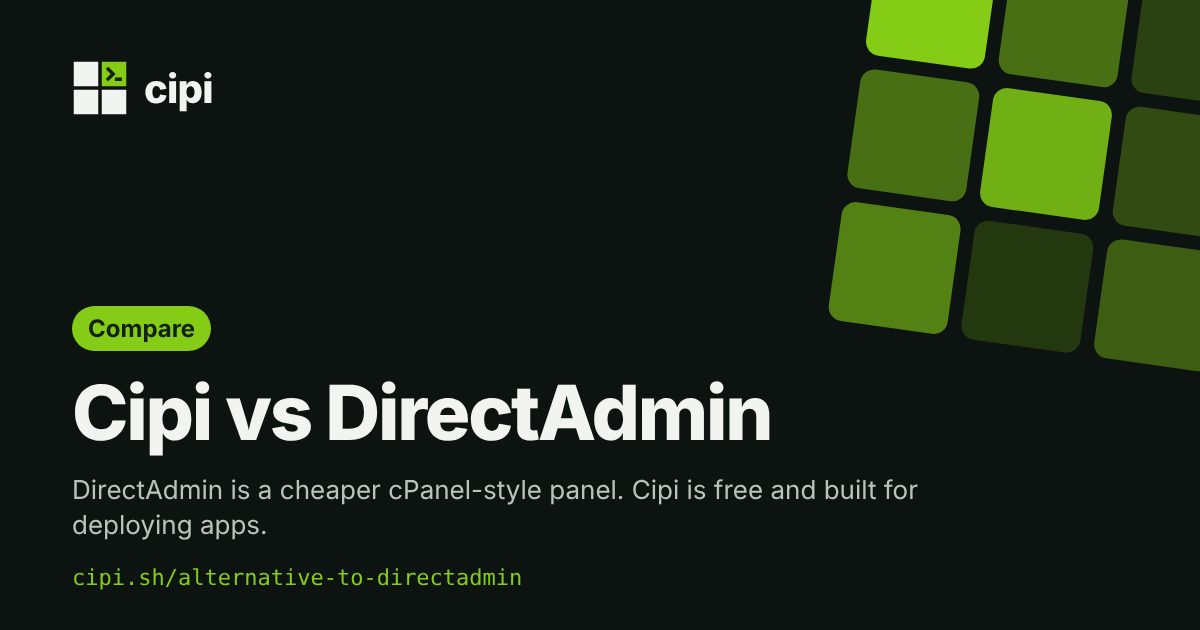 cipi
Compare
Cipi vs DirectAdmin
DirectAdmin is a cheaper cPanel-style panel. Cipi is free and built for
deploying apps.
cipi.sh/alternative-to-directadmin